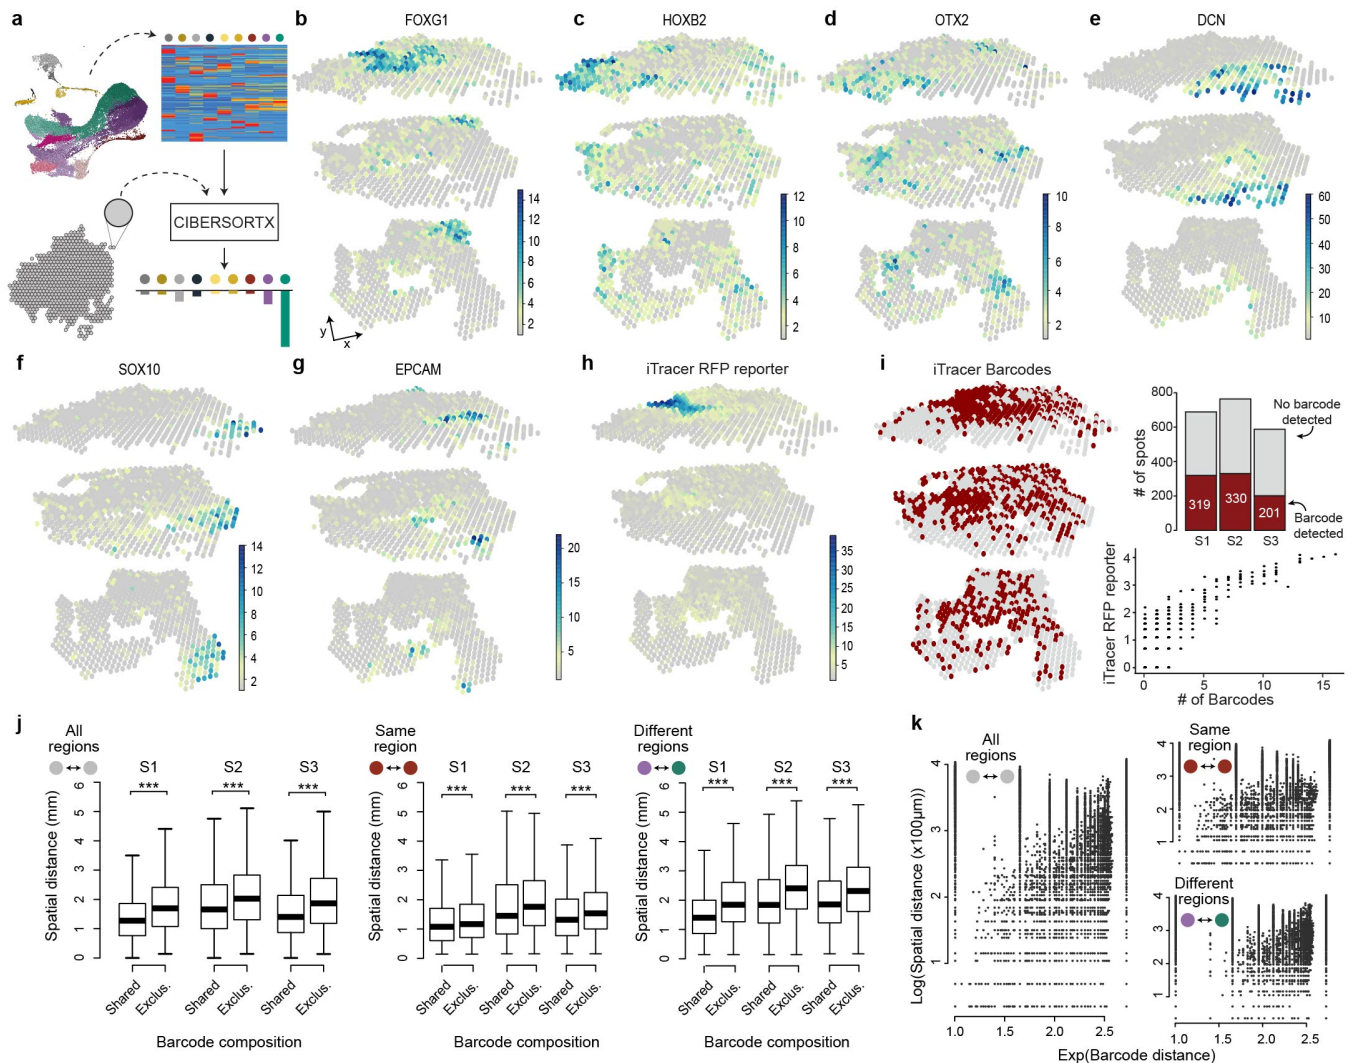 a
CIBERSORTX
b
FOXG1
14
12
10
8
6
4
2
y
x
c
HOXB2
12
10
8
6
4
2
d
OTX2
10
8
6
4
2
e
DCN
60
50
40
30
20
10
f
SOX10
14
12
10
8
6
4
2
g
EPCAM
20
15
10
5
h
iTracer RFP reporter
35
30
25
20
15
10
5
i
iTracer Barcodes
# of spots
800
600
400
200
0
319
330
201
S1
S2
S3
No barcode
detected
Barcode
detected
iTracer RFP reporter
4
3
2
1
0
0
5
10
15
# of Barcodes
j
All
regions
S1
S2
S3
***
***
***
Spatial distance (mm)
6
5
4
3
2
1
0
Shared
Exclus.
Shared
Exclus.
Shared
Exclus.
Barcode composition
Same
region
S1
S2
S3
***
***
***
Spatial distance (mm)
6
5
4
3
2
1
0
Shared
Exclus.
Shared
Exclus.
Shared
Exclus.
Barcode composition
Different
regions
S1
S2
S3
***
***
***
Spatial distance (mm)
6
5
4
3
2
1
0
Shared
Exclus.
Shared
Exclus.
Shared
Exclus.
Barcode composition
k
All
regions
Log(Spatial distance (x100µm))
4
3
2
1
1.0
1.5
2.0
2.5
Same
region
4
3
2
1
Different
regions
4
3
2
1
1.0
1.5
2.0
2.5
Exp(Barcode distance)